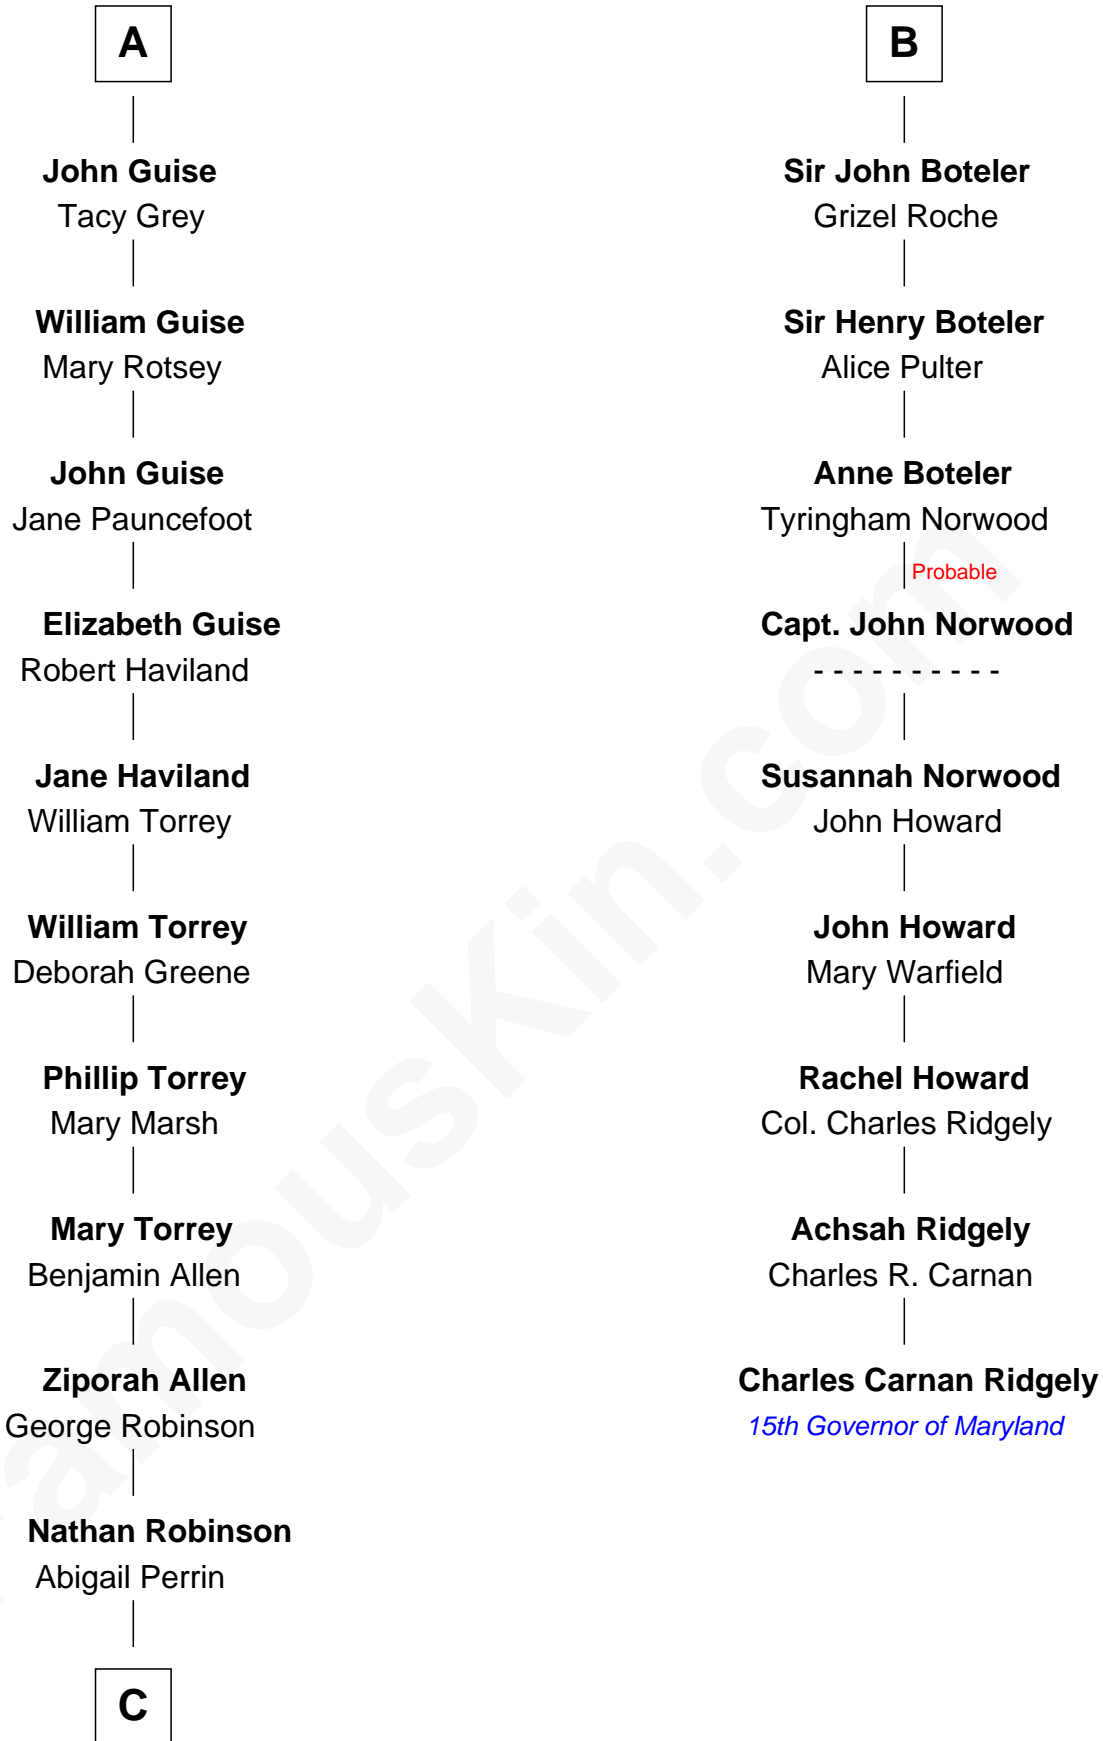 A
John Guise
Tacy Grey
William Guise
Mary Rotsey
John Guise
Jane Pauncefoot
Elizabeth Guise
Robert Haviland
Jane Haviland
William Torrey
William Torrey
Deborah Greene
Phillip Torrey
Mary Marsh
Mary Torrey
Benjamin Allen
Ziporah Allen
George Robinson
Nathan Robinson
Abigail Perrin
C
B
Sir John Boteler
Grizel Roche
Sir Henry Boteler
Alice Pulter
Anne Boteler
Tyringham Norwood
Probable
Capt. John Norwood
- - - - - - - - - -
Susannah Norwood
John Howard
John Howard
Mary Warfield
Rachel Howard
Col. Charles Ridgely
Achsah Ridgely
Charles R. Carnan
Charles Carnan Ridgely
15th Governor of Maryland
FamousKin.com